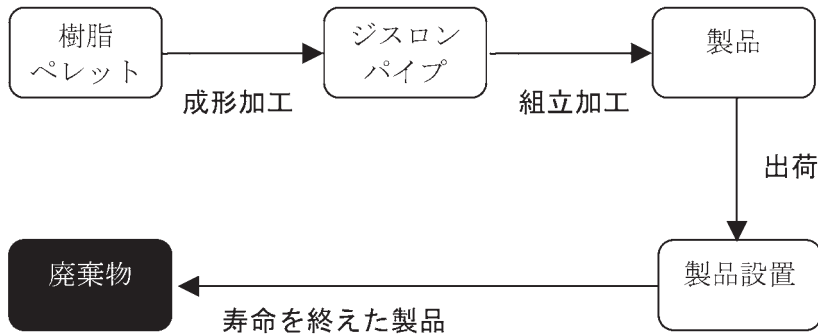 樹脂
ペレット
成形加工
ジスロン
パイプ
組立加工
製品
出荷
製品設置
寿命を終えた製品
廃棄物